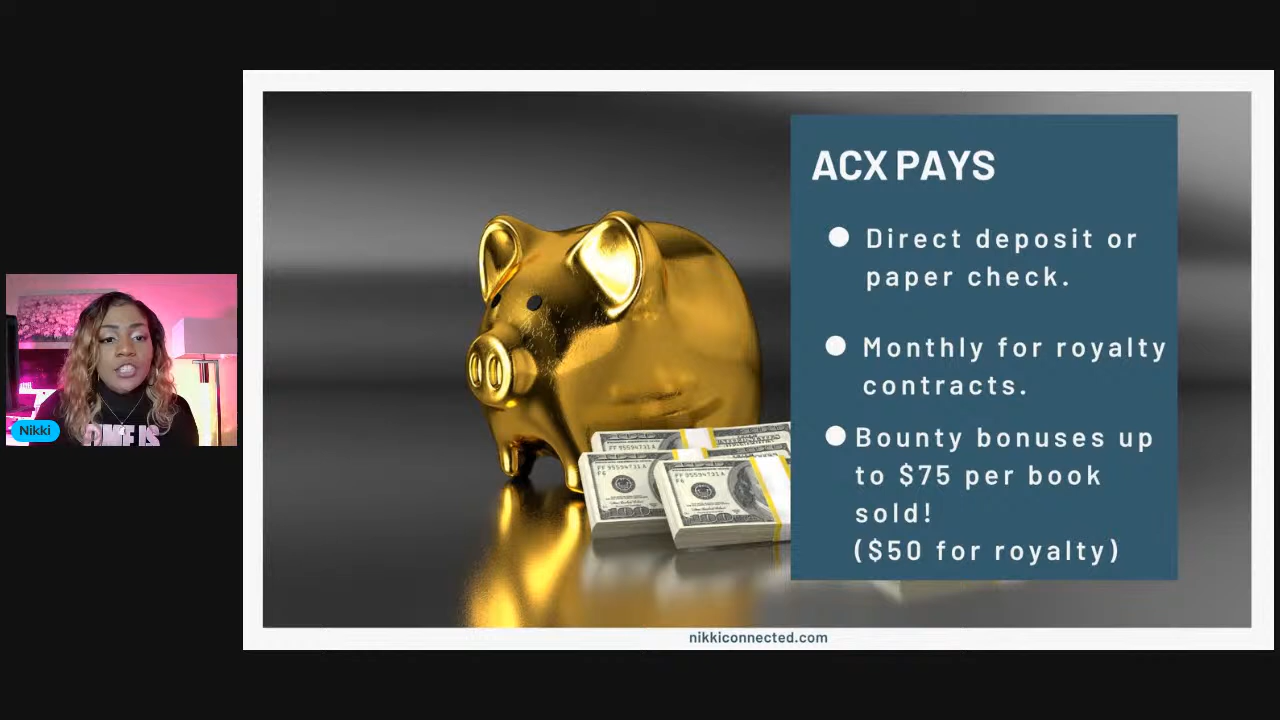 ACX PAYS
Direct deposit or
paper check.
Monthly for royalty
contracts.
Bounty bonuses up
to $75 per book
sold!
($50 for royalty)
nikkiconnected.com
Nikki